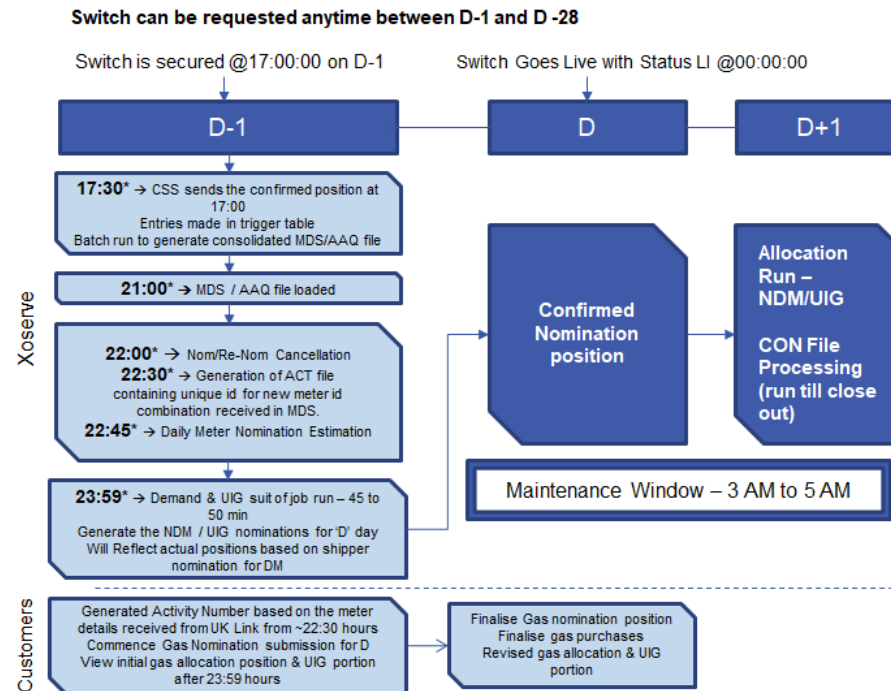 Switch can be requested anytime between D-1 and D -28
Switch is secured @17:00:00 on D-1
Switch Goes Live with Status LI @00:00:00
D-1
D
D+1
17:30* → CSS sends the confirmed position at
17:00
Entries made in trigger table
Batch run to generate consolidated MDS/AAQ file
21:00* → MDS / AAQ file loaded
22:00* → Nom/Re-Nom Cancellation
22:30* → Generation of ACT file
containing unique id for new meter id
combination received in MDS.
22:45* → Daily Meter Nomination Estimation
23:59* → Demand & UIG suit of job run – 45 to
50 min
Generate the NDM / UIG nominations for 'D' day
Will Reflect actual positions based on shipper
nomination for DM
Xoserve
Confirmed
Nomination
position
Allocation
Run –
NDM/UIG
CON File
Processing
(run till close
out)
Maintenance Window – 3 AM to 5 AM
Customers
Generated Activity Number based on the meter
details received from UK Link from ~22:30 hours
Commence Gas Nomination submission for D
View initial gas allocation position & UIG portion
after 23:59 hours
Finalise Gas nomination position
Finalise gas purchases
Revised gas allocation & UIG
portion